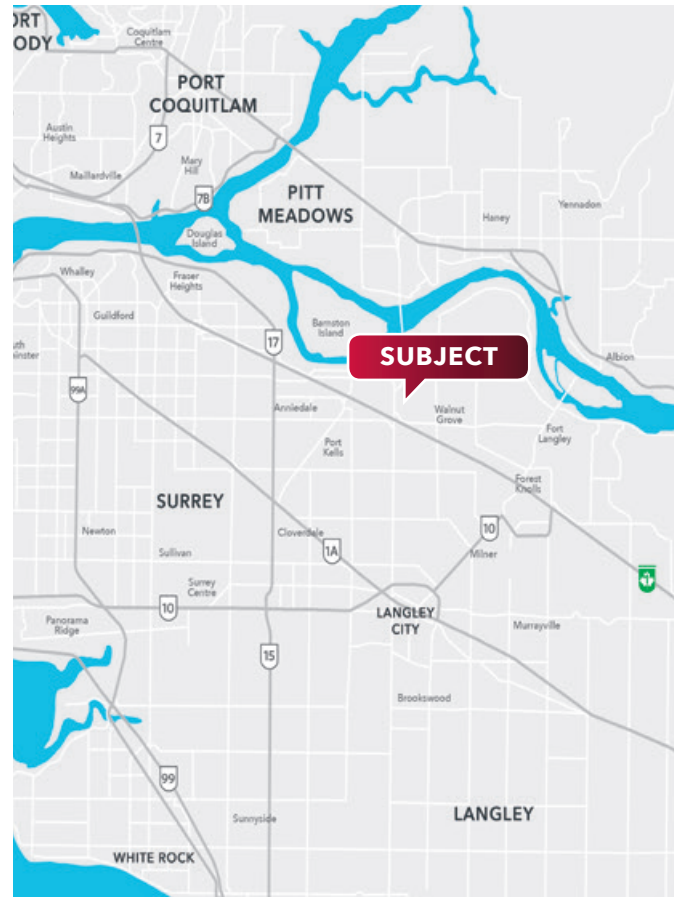 ORT
ODY
Coquitlam
Centre
PORT
COQUITLAM
Austin
Heights
7
Maillardville
Mary
Hill
7B
PITT
MEADOWS
Haney
Yennadon
Douglas
Island
Whalley
Fraser
Heights
Guildford
17
Barnston
Island
SUBJECT
Albion
99A
Anniedale
Walnut
Grove
Port
Kells
Fort
Langley
SURREY
Forest
Knolls
Newton
Cloverdale
10
1A
Sullivan
Milner
Surrey
Centre
10
LANGLEY
CITY
1
Panorama
Ridge
Murrayville
15
Brookswood
99
Sunnyside
LANGLEY
WHITE ROCK